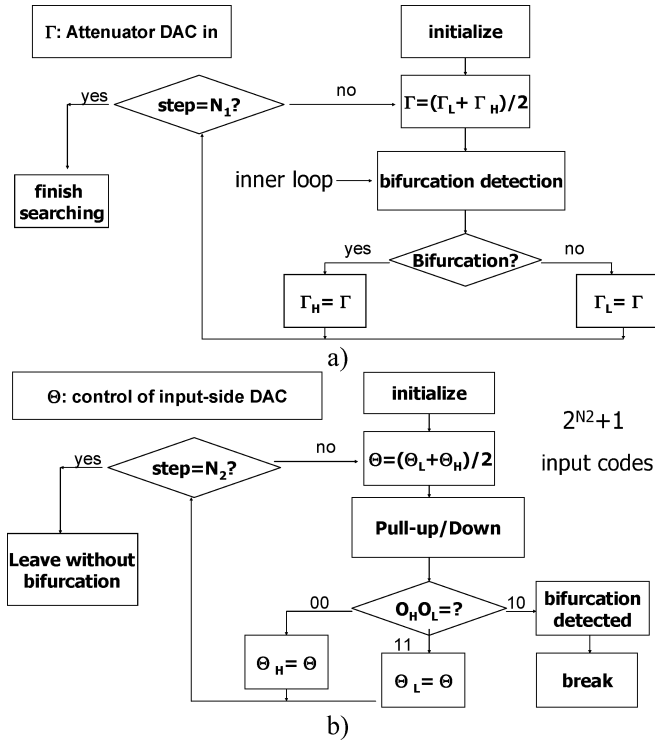 Γ: Attenuator DAC in
initialize
yes
step=N1?
no
Γ=(ΓL+ ΓH)/2
finish
searching
inner loop
bifurcation detection
yes
Bifurcation?
no
ΓH= Γ
ΓL= Γ
a)
Θ: control of input-side DAC
initialize
2^N2+1
input codes
yes
step=N2?
no
Θ=(ΘL+ΘH)/2
Leave without
bifurcation
Pull-up/Down
00
OHOL=?
10
bifurcation
detected
11
ΘH= Θ
ΘL= Θ
break
b)